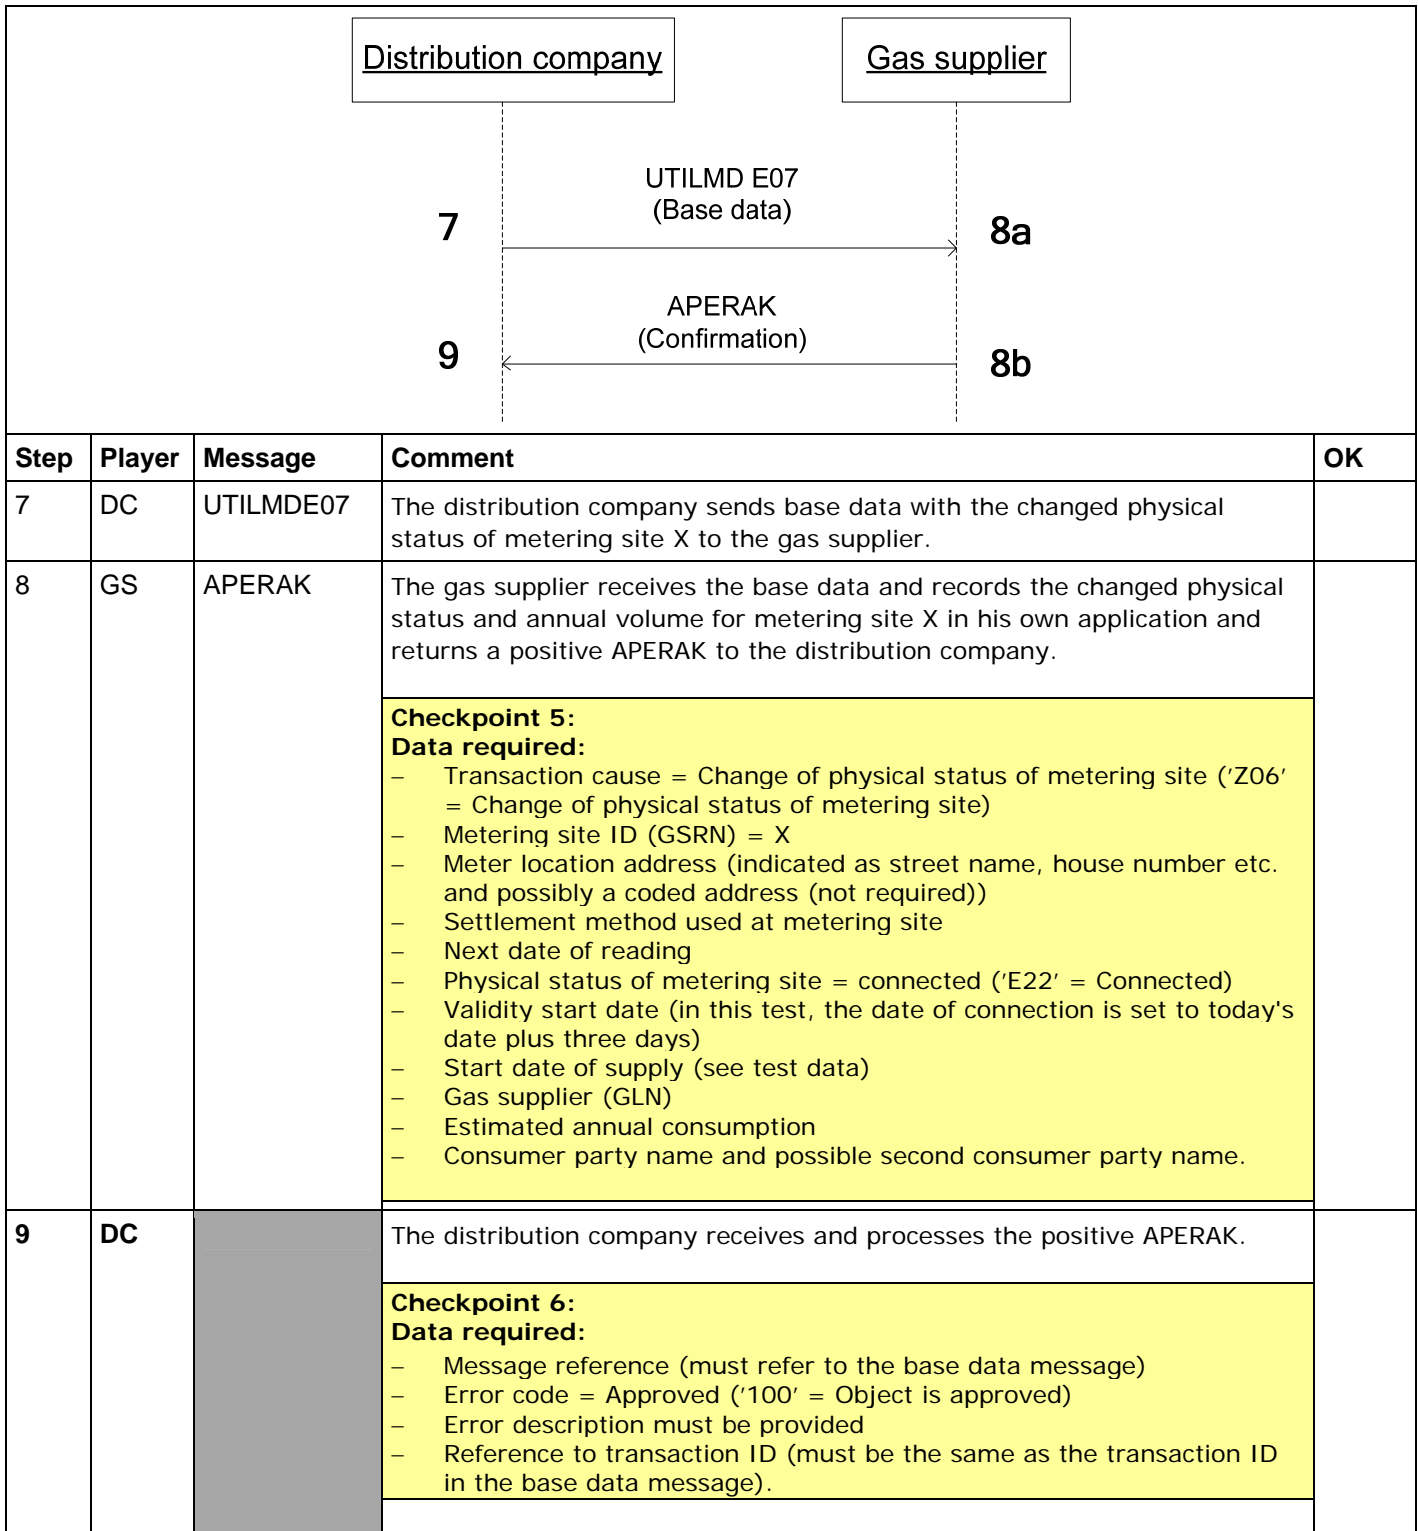 Distribution company
Gas supplier
UTILMD E07
(Base data)
7
8a
APERAK
(Confirmation)
9
8b
Step Player Message Comment OK
7 DC UTILMDE07 The distribution company sends base data with the changed physical
status of metering site X to the gas supplier.
8 GS APERAK The gas supplier receives the base data and records the changed physical
status and annual volume for metering site X in his own application and
returns a positive APERAK to the distribution company.
Checkpoint 5:
Data required:
− Transaction cause = Change of physical status of metering site ('Z06'
= Change of physical status of metering site)
− Metering site ID (GSRN) = X
− Meter location address (indicated as street name, house number etc.
and possibly a coded address (not required))
− Settlement method used at metering site
− Next date of reading
− Physical status of metering site = connected ('E22' = Connected)
− Validity start date (in this test, the date of connection is set to today's
date plus three days)
− Start date of supply (see test data)
− Gas supplier (GLN)
− Estimated annual consumption
− Consumer party name and possible second consumer party name.
9 DC The distribution company receives and processes the positive APERAK.
Checkpoint 6:
Data required:
− Message reference (must refer to the base data message)
− Error code = Approved ('100' = Object is approved)
− Error description must be provided
− Reference to transaction ID (must be the same as the transaction ID
in the base data message).